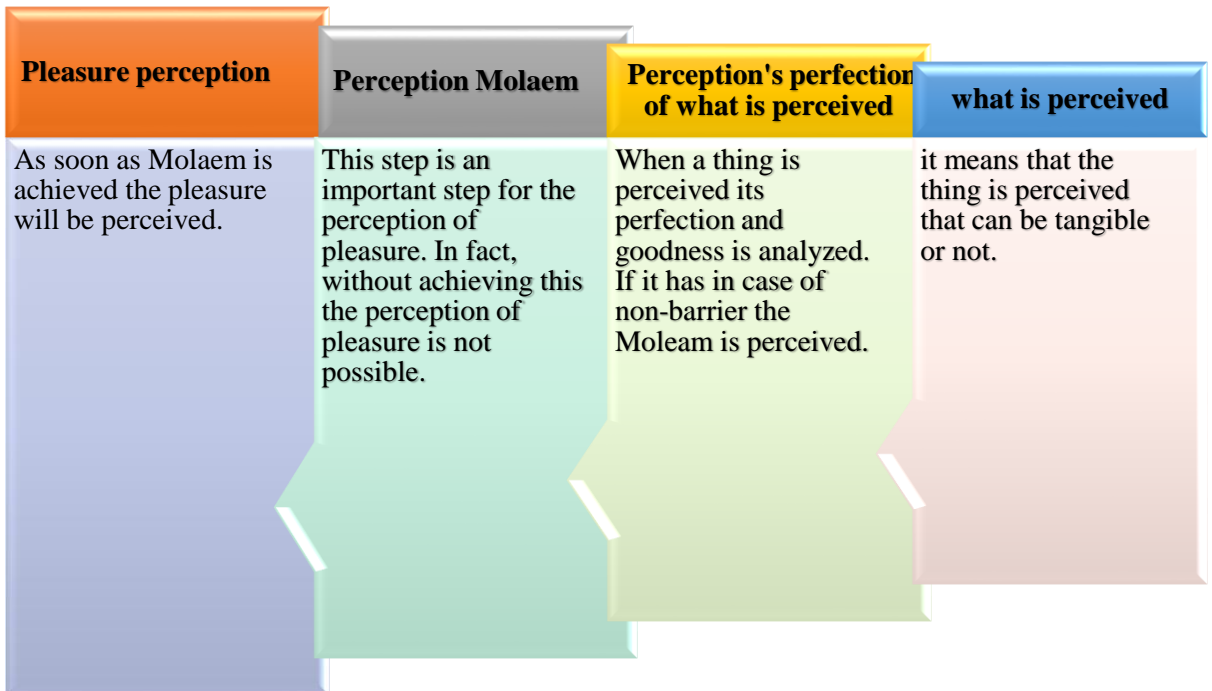 Pleasure perception
As soon as Molaem is
achieved the pleasure
will be perceived.
Perception Molaem
This step is an
important step for the
perception of
pleasure. In fact,
without achieving this
the perception of
pleasure is not
possible.
Perception's perfection
of what is perceived
When a thing is
perceived its
perfection and
goodness is analyzed.
If it has in case of
non-barrier the
Moleam is perceived.
what is perceived
it means that the
thing is perceived
that can be tangible
or not.